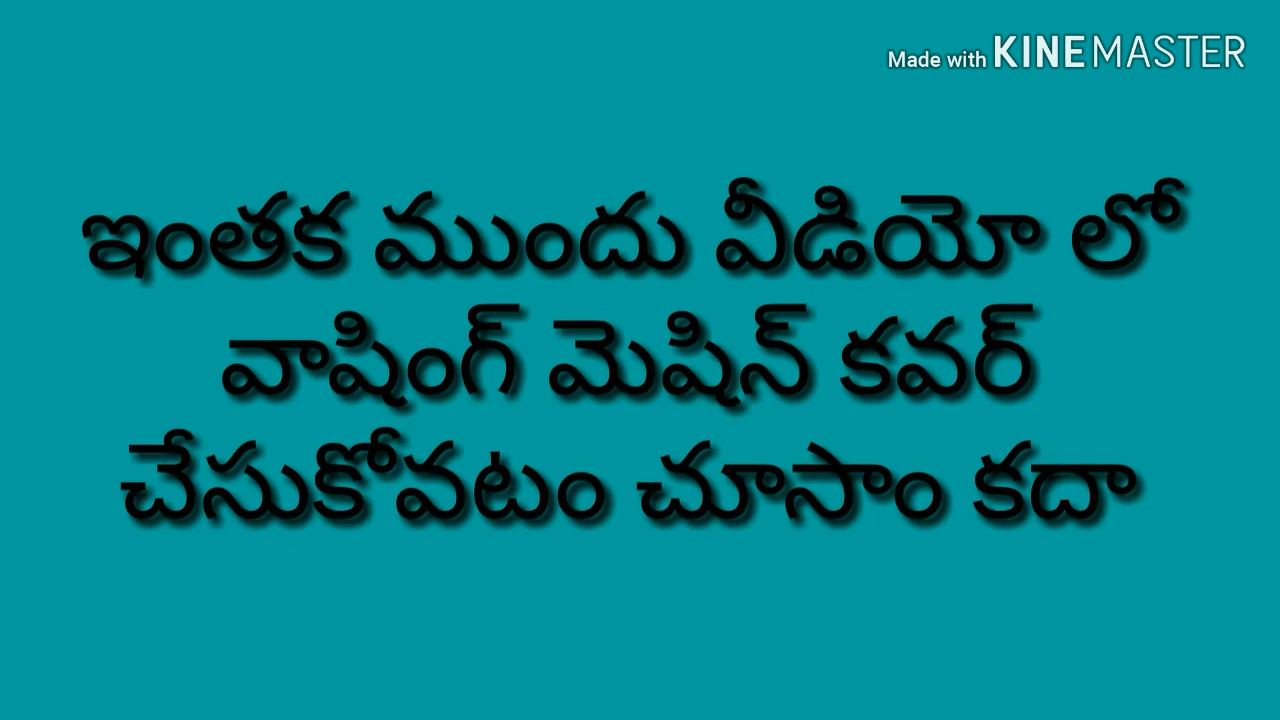 Made with KINEMASTER
ఇంతక ముందు వీడియో లో
వాషింగ్ మెషిన్ కవర్
చేసుకోవటం చూసాం కదా